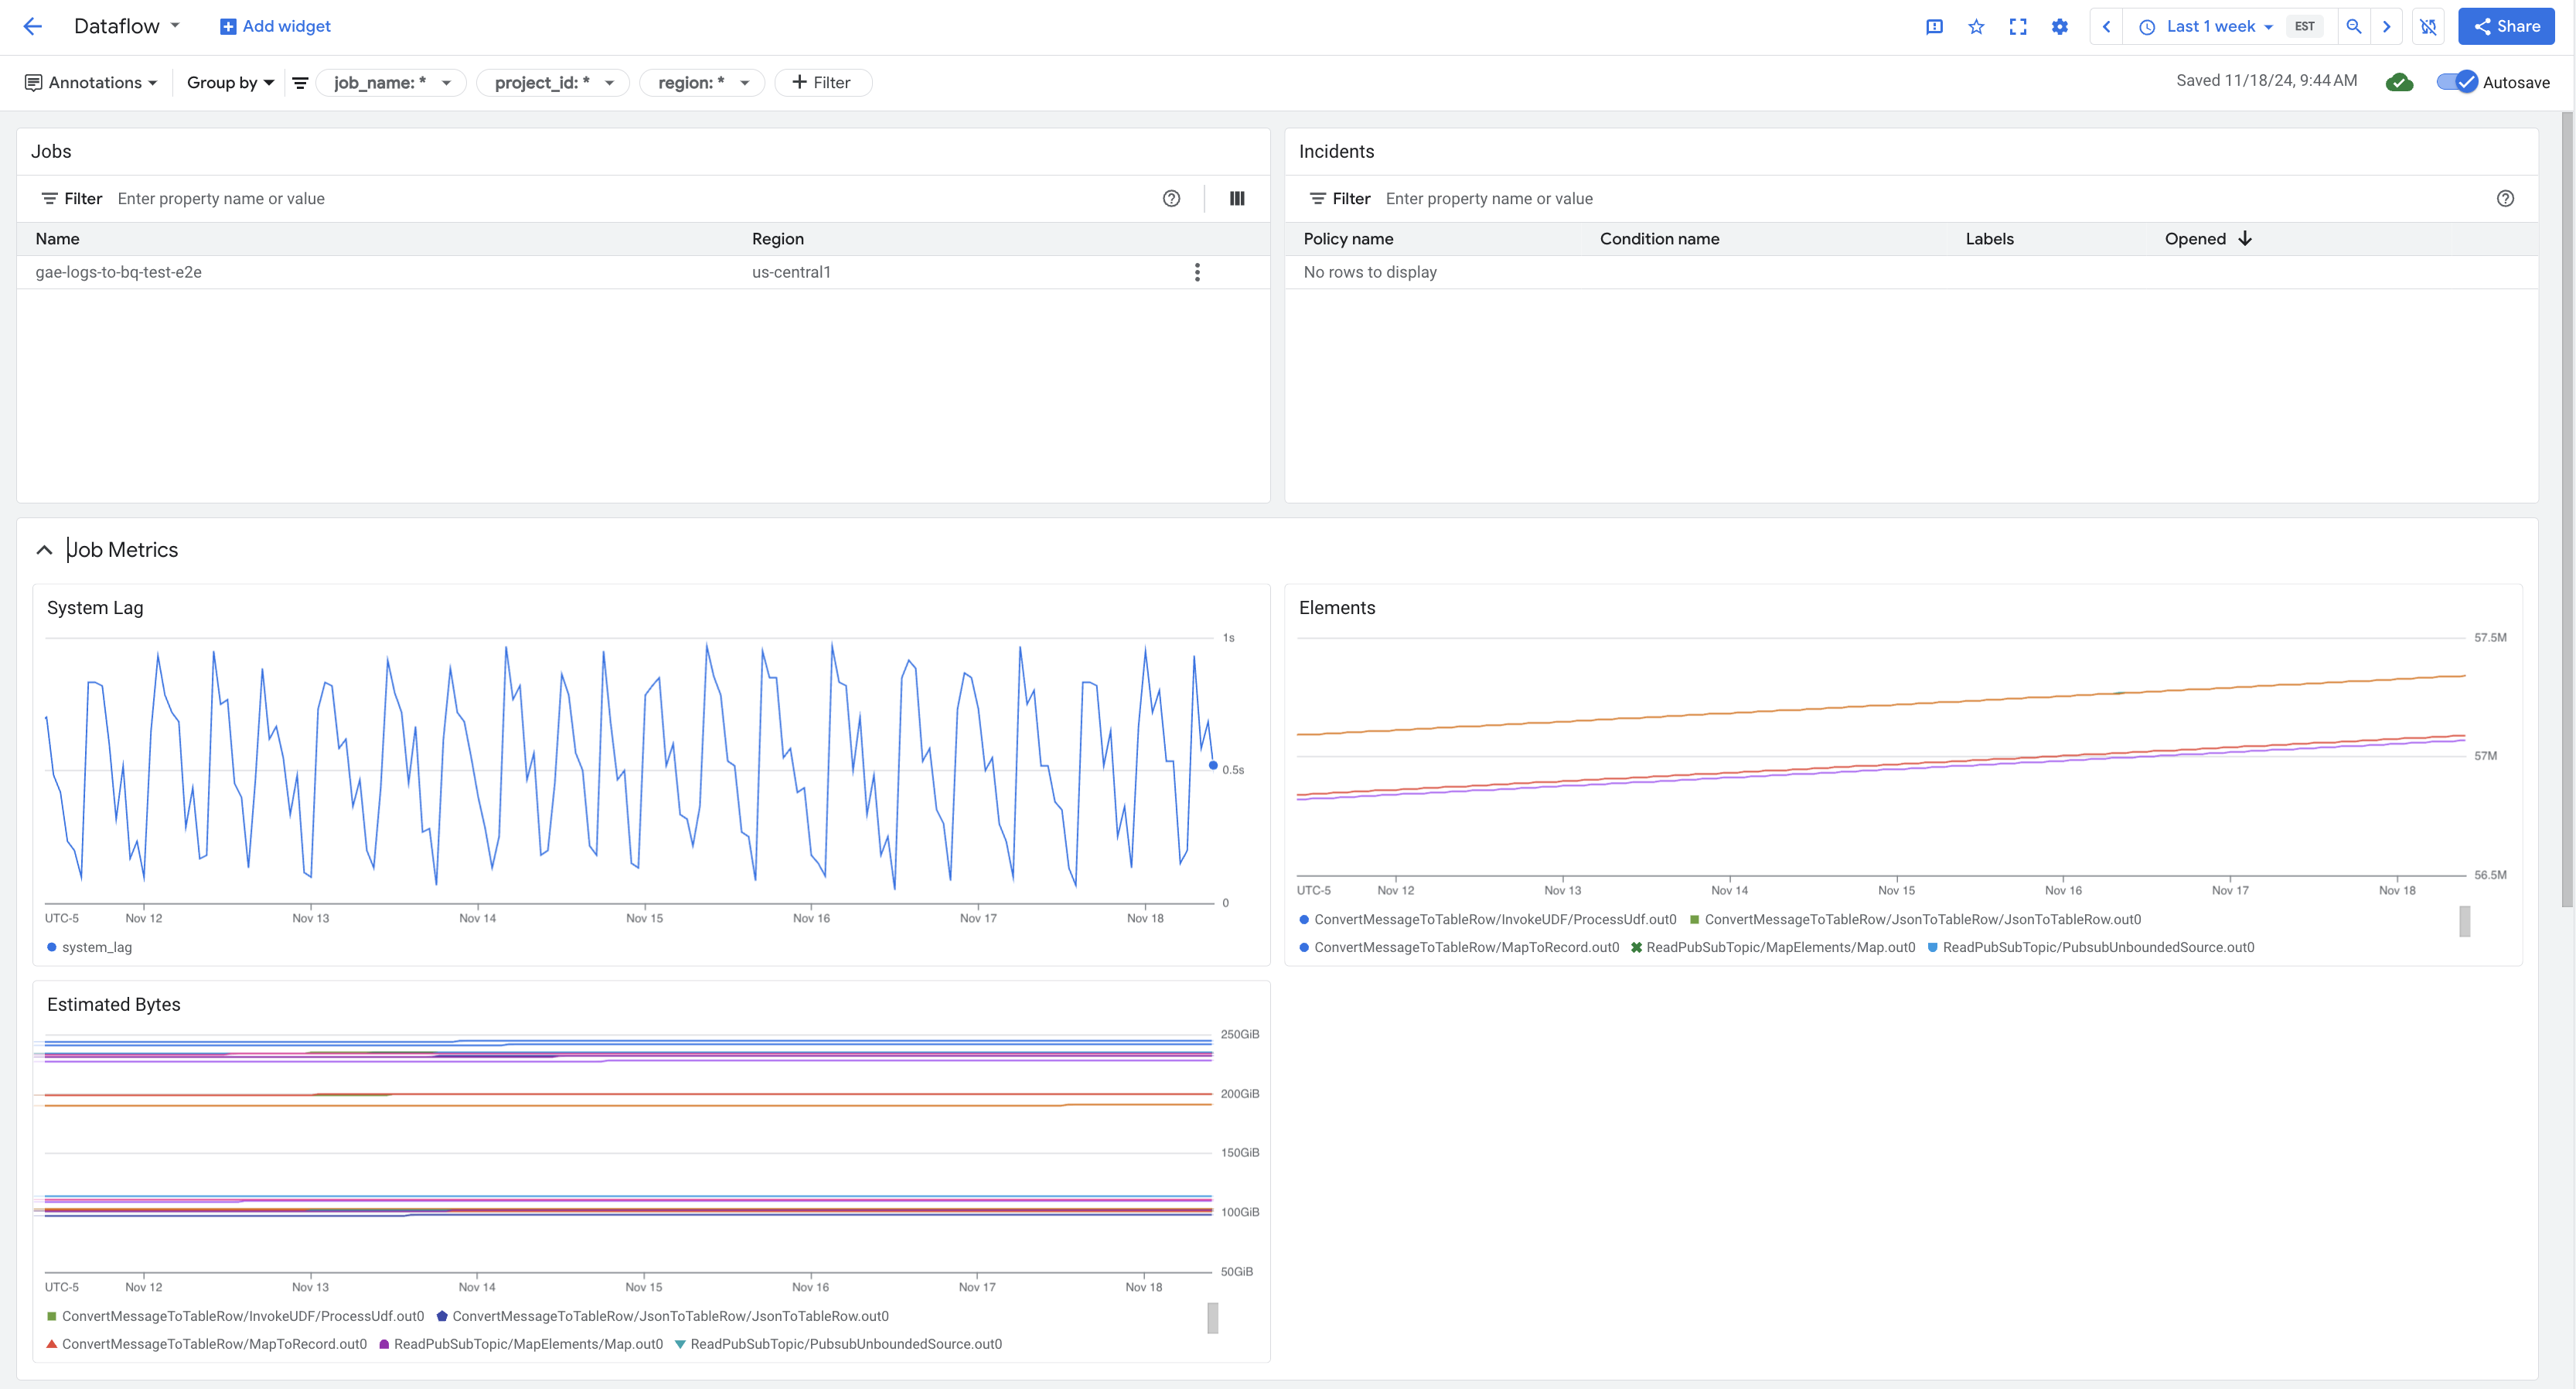 Dataflow
Add widget
Last 1 week
EST
Share
Annotations
Group by
job_name: *
project_id: *
region: *
Filter
Saved 11/18/24, 9:44 AM
Autosave
Jobs
Filter
Enter property name or value
Name
Region
gae-logs-to-bq-test-e2e
us-central1
Incidents
Filter
Enter property name or value
Policy name
Condition name
Labels
Opened
No rows to display
Job Metrics
System Lag
1s
0.5s
0
UTC-5
Nov 12
Nov 13
Nov 14
Nov 15
Nov 16
Nov 17
Nov 18
system_lag
Elements
57.5M
57M
56.5M
UTC-5
Nov 12
Nov 13
Nov 14
Nov 15
Nov 16
Nov 17
Nov 18
ConvertMessageToTableRow/InvokeUDF/ProcessUdf.out0
ConvertMessageToTableRow/JsonToTableRow/JsonToTableRow.out0
ConvertMessageToTableRow/MapToRecord.out0
ReadPubSubTopic/MapElements/Map.out0
ReadPubSubTopic/PubsubUnboundedSource.out0
Estimated Bytes
250GiB
200GiB
150GiB
100GiB
50GiB
UTC-5
Nov 12
Nov 13
Nov 14
Nov 15
Nov 16
Nov 17
Nov 18
ConvertMessageToTableRow/InvokeUDF/ProcessUdf.out0
ConvertMessageToTableRow/JsonToTableRow/JsonToTableRow.out0
ConvertMessageToTableRow/MapToRecord.out0
ReadPubSubTopic/MapElements/Map.out0
ReadPubSubTopic/PubsubUnboundedSource.out0